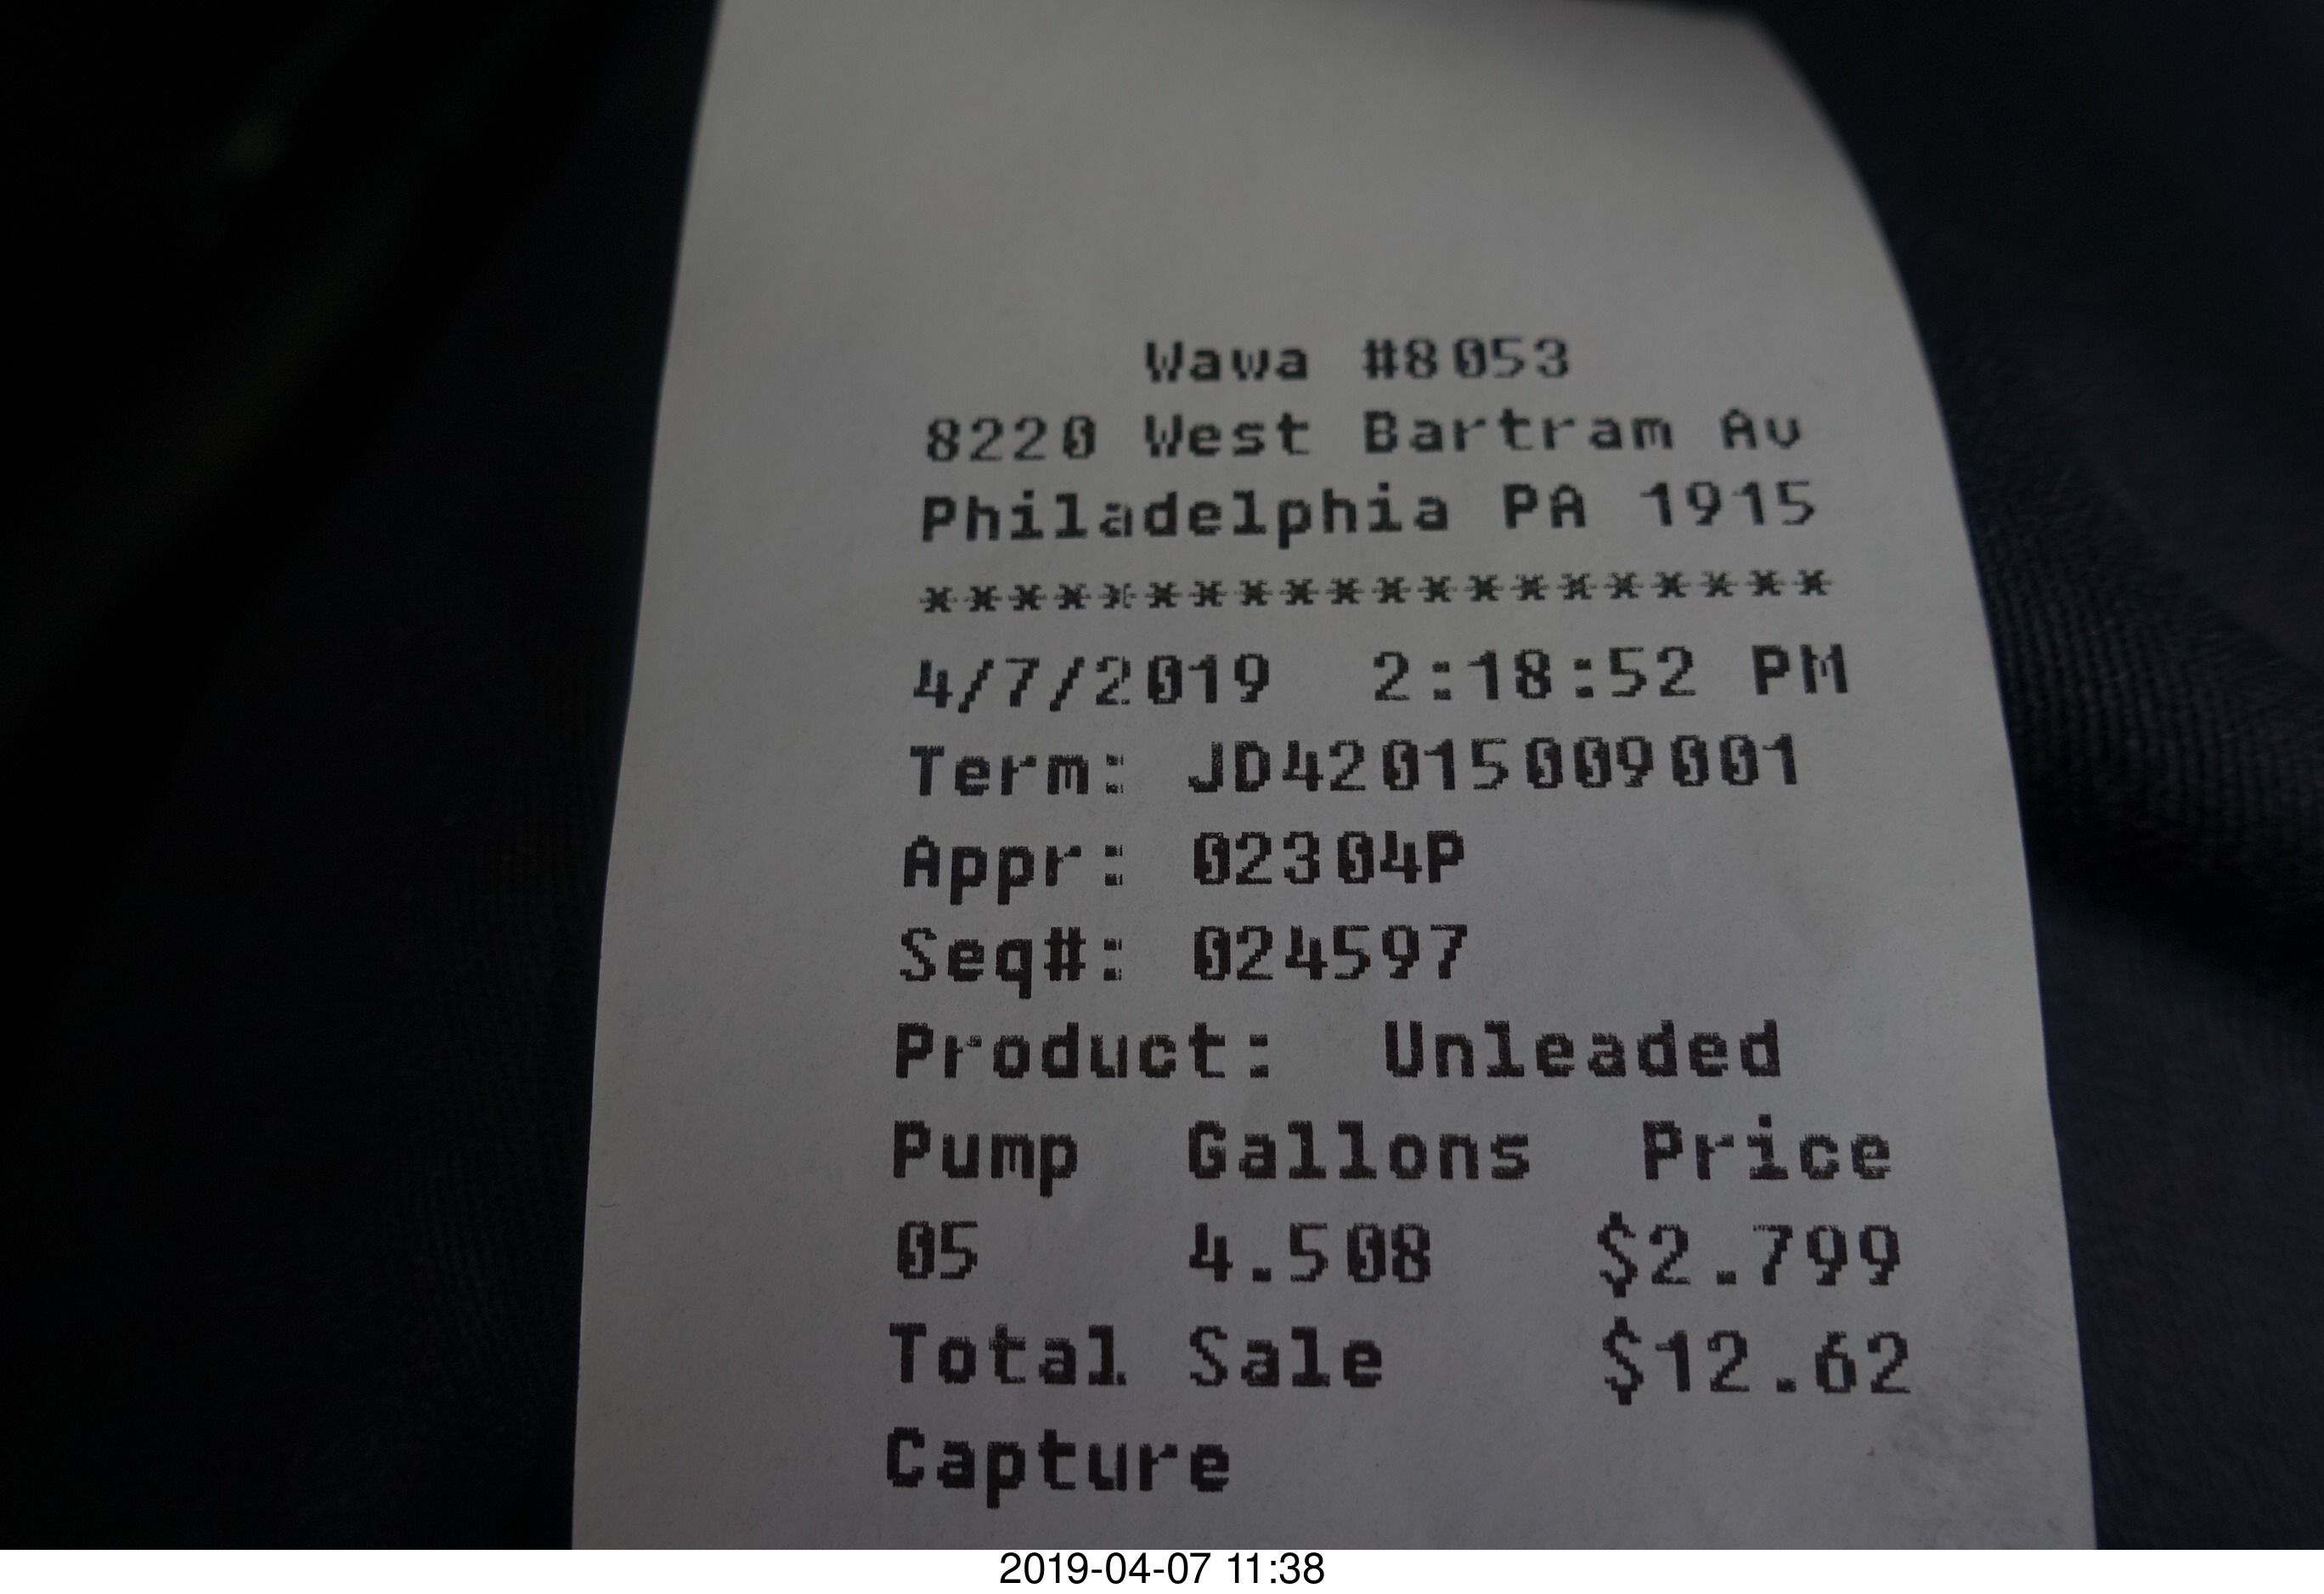 Wawa #8053
8220 West Bartram Av
Philadelphia PA 1915
********************
4/7/2019  2:18:52 PM
Term: JD42015009001
Appr: 02304P
Seq#: 024597
Product:  Unleaded
Pump  Gallons  Price
05    4.508   $2.799
Total Sale    $12.62
Capture
2019-04-07 11:38